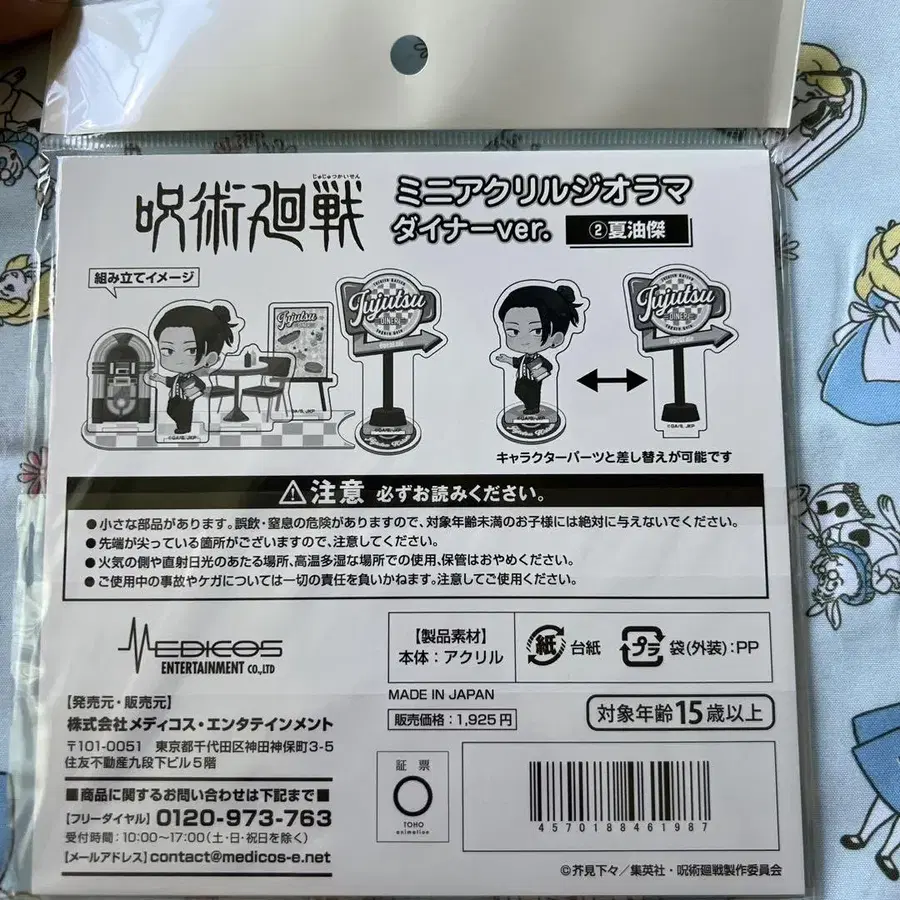 じゅじゅつかいせん
呪術廻戦
ミニアクリルジオラマ
ダイナーver.
②夏油傑
組み立てイメージ
Jujutsu
DINER
Jujutsu
Jujutsu
DINER
©GA/S, JKP
©GA/S, JKP
©GA/S, JKP
キャラクターパーツと差し替えが可能です
⚠注意 必ずお読みください。
●小さな部品があります。誤飲・窒息の危険がありますので、対象年齢未満のお子様には絶対に与えないでください。
●先端が尖っている箇所がございますので、注意してください。
●火気の側や直射日光のあたる場所、高温多湿な場所での使用、保管はおやめください。
●ご使用中の事故やケガについては一切の責任を負いかねます。注意してご使用ください。
MEDICOS
ENTERTAINMENT CO.,LTD
【製品素材】
本体：アクリル
紙 台紙
プラ 袋(外装)：PP
MADE IN JAPAN
販売価格：1,925円
対象年齢15歳以上
【発売元・販売元】
株式会社メディコス・エンタテインメント
〒101-0051 東京都千代田区神田神保町3-5
住友不動産九段下ビル5階
■商品に関するお問い合わせは下記まで■
【フリーダイヤル】0120-973-763
受付時間：10:00〜17:00(土・日・祝日を除く)
【メールアドレス】contact@medicos-e.net
証票
TOHO
animation
4570188461987
©芥見下々／集英社・呪術廻戦製作委員会